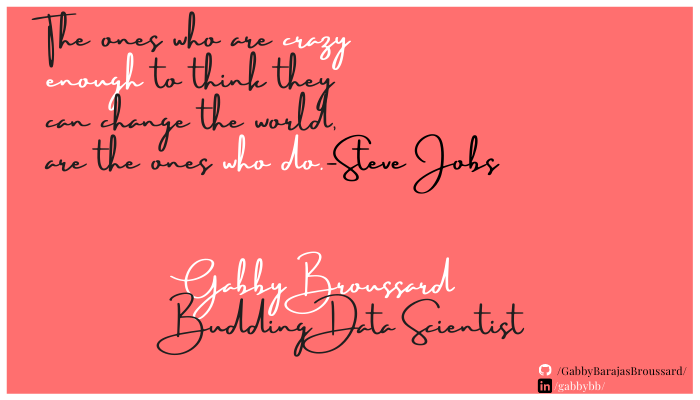 The ones who are crazy
enough to think they
can change the world,
are the ones who do.-Steve Jobs
Gabby Broussard
Budding Data Scientist
/GabbyBarajasBroussard/
in /gabbybb/